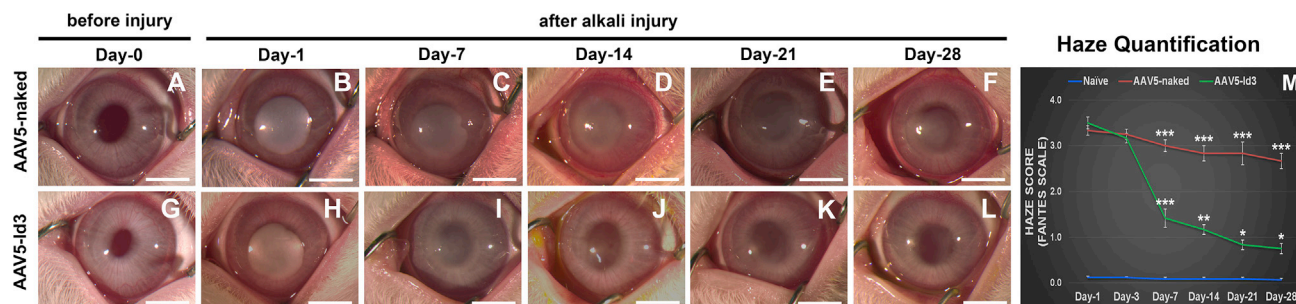 before injury
after alkali injury
Day-0
Day-1
Day-7
Day-14
Day-21
Day-28
AAV5-naked
A
B
C
D
E
F
AAV5-Id3
G
H
I
J
K
L
Haze Quantification
Naïve
AAV5-naked
AAV5-Id3
M
HAZE SCORE
(FANTES SCALE)
4.0
3.0
2.0
1.0
0.0
***
***
***
***
***
**
*
*
Day-1
Day-3
Day-7
Day-14
Day-21
Day-28